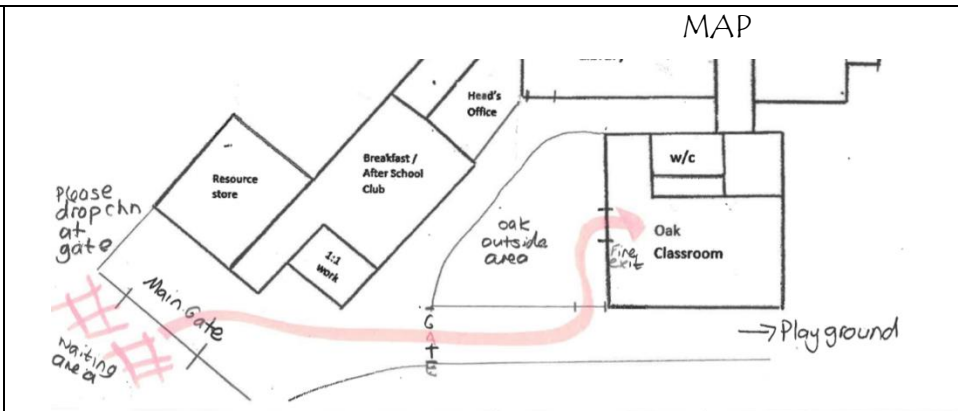 MAP
Head's
Office
Breakfast /
After School
Club
Resource
store
w/c
Please
drop chn
at
gate
oak
outside
area
Oak
Classroom
Fire
exit
1:1
work
Main Gate
GATE
→ Playground
Waiting
area